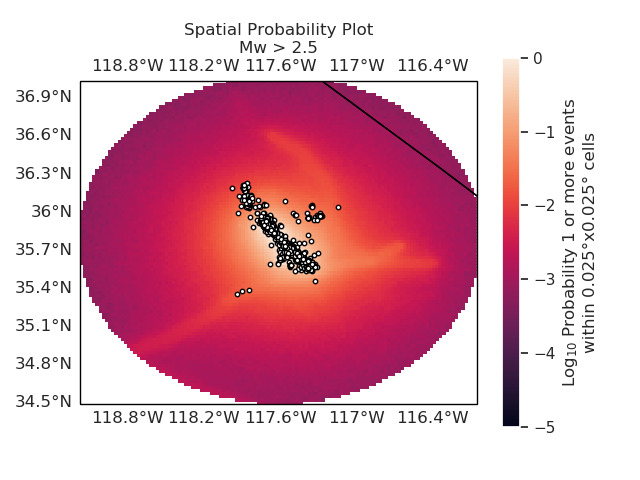 Spatial Probability Plot
Mw > 2.5
118.8°W 118.2°W 117.6°W 117°W 116.4°W
36.9°N
36.6°N
36.3°N
36°N
35.7°N
35.4°N
35.1°N
34.8°N
34.5°N
118.8°W 118.2°W 117.6°W 117°W 116.4°W
0
−1
−2
−3
−4
−5
Log₁₀ Probability 1 or more events
within 0.025°x0.025° cells